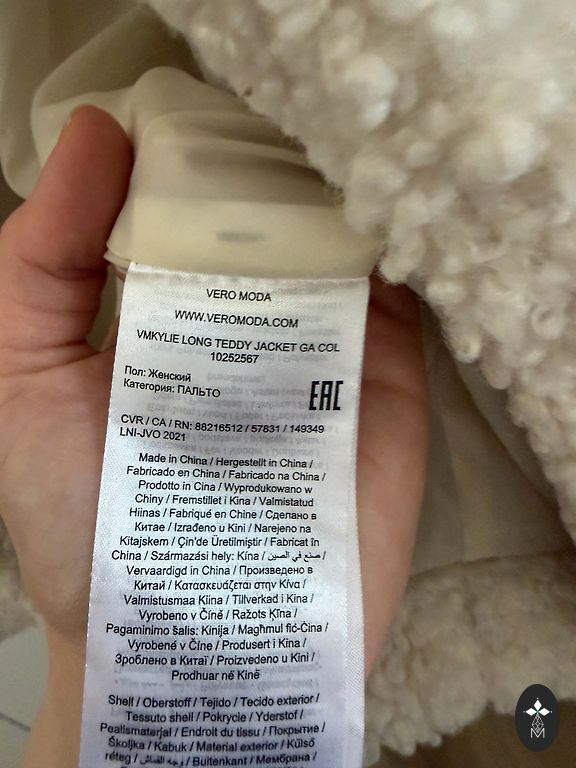 VERO MODA
WWW.VEROMODA.COM
VMKYLIE LONG TEDDY JACKET GA COL
10252567
Пол: Женский
Категория: ПАЛЬТО
EAC
CVR / CA / RN: 88216512 / 57831 / 149349
LNI-JVO 2021
Made in China / Hergestellt in China /
Fabricado en China / Fabricado na China /
Prodotto in Cina / Wyprodukowano w
Chiny / Fremstillet i Kina / Valmistatud
Hiinas / Fabriqué en Chine / Сделано в
Китае / Izrađeno u Kini / Narejeno na
Kitajskem / Çin'de Üretilmiştir / Fabricat în
China / Származási hely: Kína / صنع في الصين /
Vervaardigd in China / Произведено в
Китай / Κατασκευάζεται στην Κίνα /
Valmistusmaa Kiina / Tillverkad i Kina /
Vyrobeno v Číně / Ražots Ķīna /
Pagaminimo šalis: Kinija / Magħmul fiċ-Ċina /
Vyrobené v Číne / Produsert i Kina /
Зроблено в Китаї / Proizvedeno u Kini /
Prodhuar në Kinë
Shell / Oberstoff / Tejido / Tecido exterior /
Tessuto shell / Pokrycie / Yderstof /
Pealismaterjal / Endroit du tissu / Покрытие /
Školjka / Kabuk / Material exterior / Külső
réteg / وجه القماش / Buitenkant / Мембрана /
M